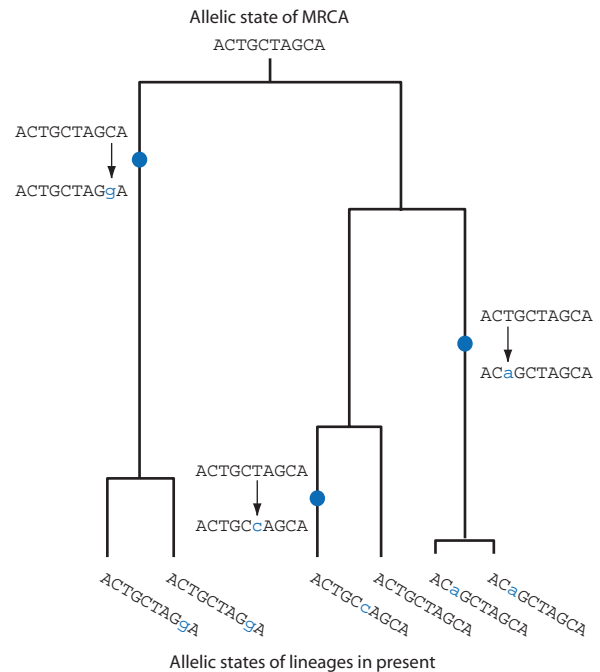 Allelic state of MRCA
ACTGCTAGCA
ACTGCTAGCA
ACTGCTAGgA
ACTGCTAGCA
ACaGCTAGCA
ACTGCTAGCA
ACTGCcAGCA
ACTGCTAGgA
ACTGCTAGgA
ACTGCcAGCA
ACTGCTAGCA
ACaGCTAGCA
ACaGCTAGCA
Allelic states of lineages in present